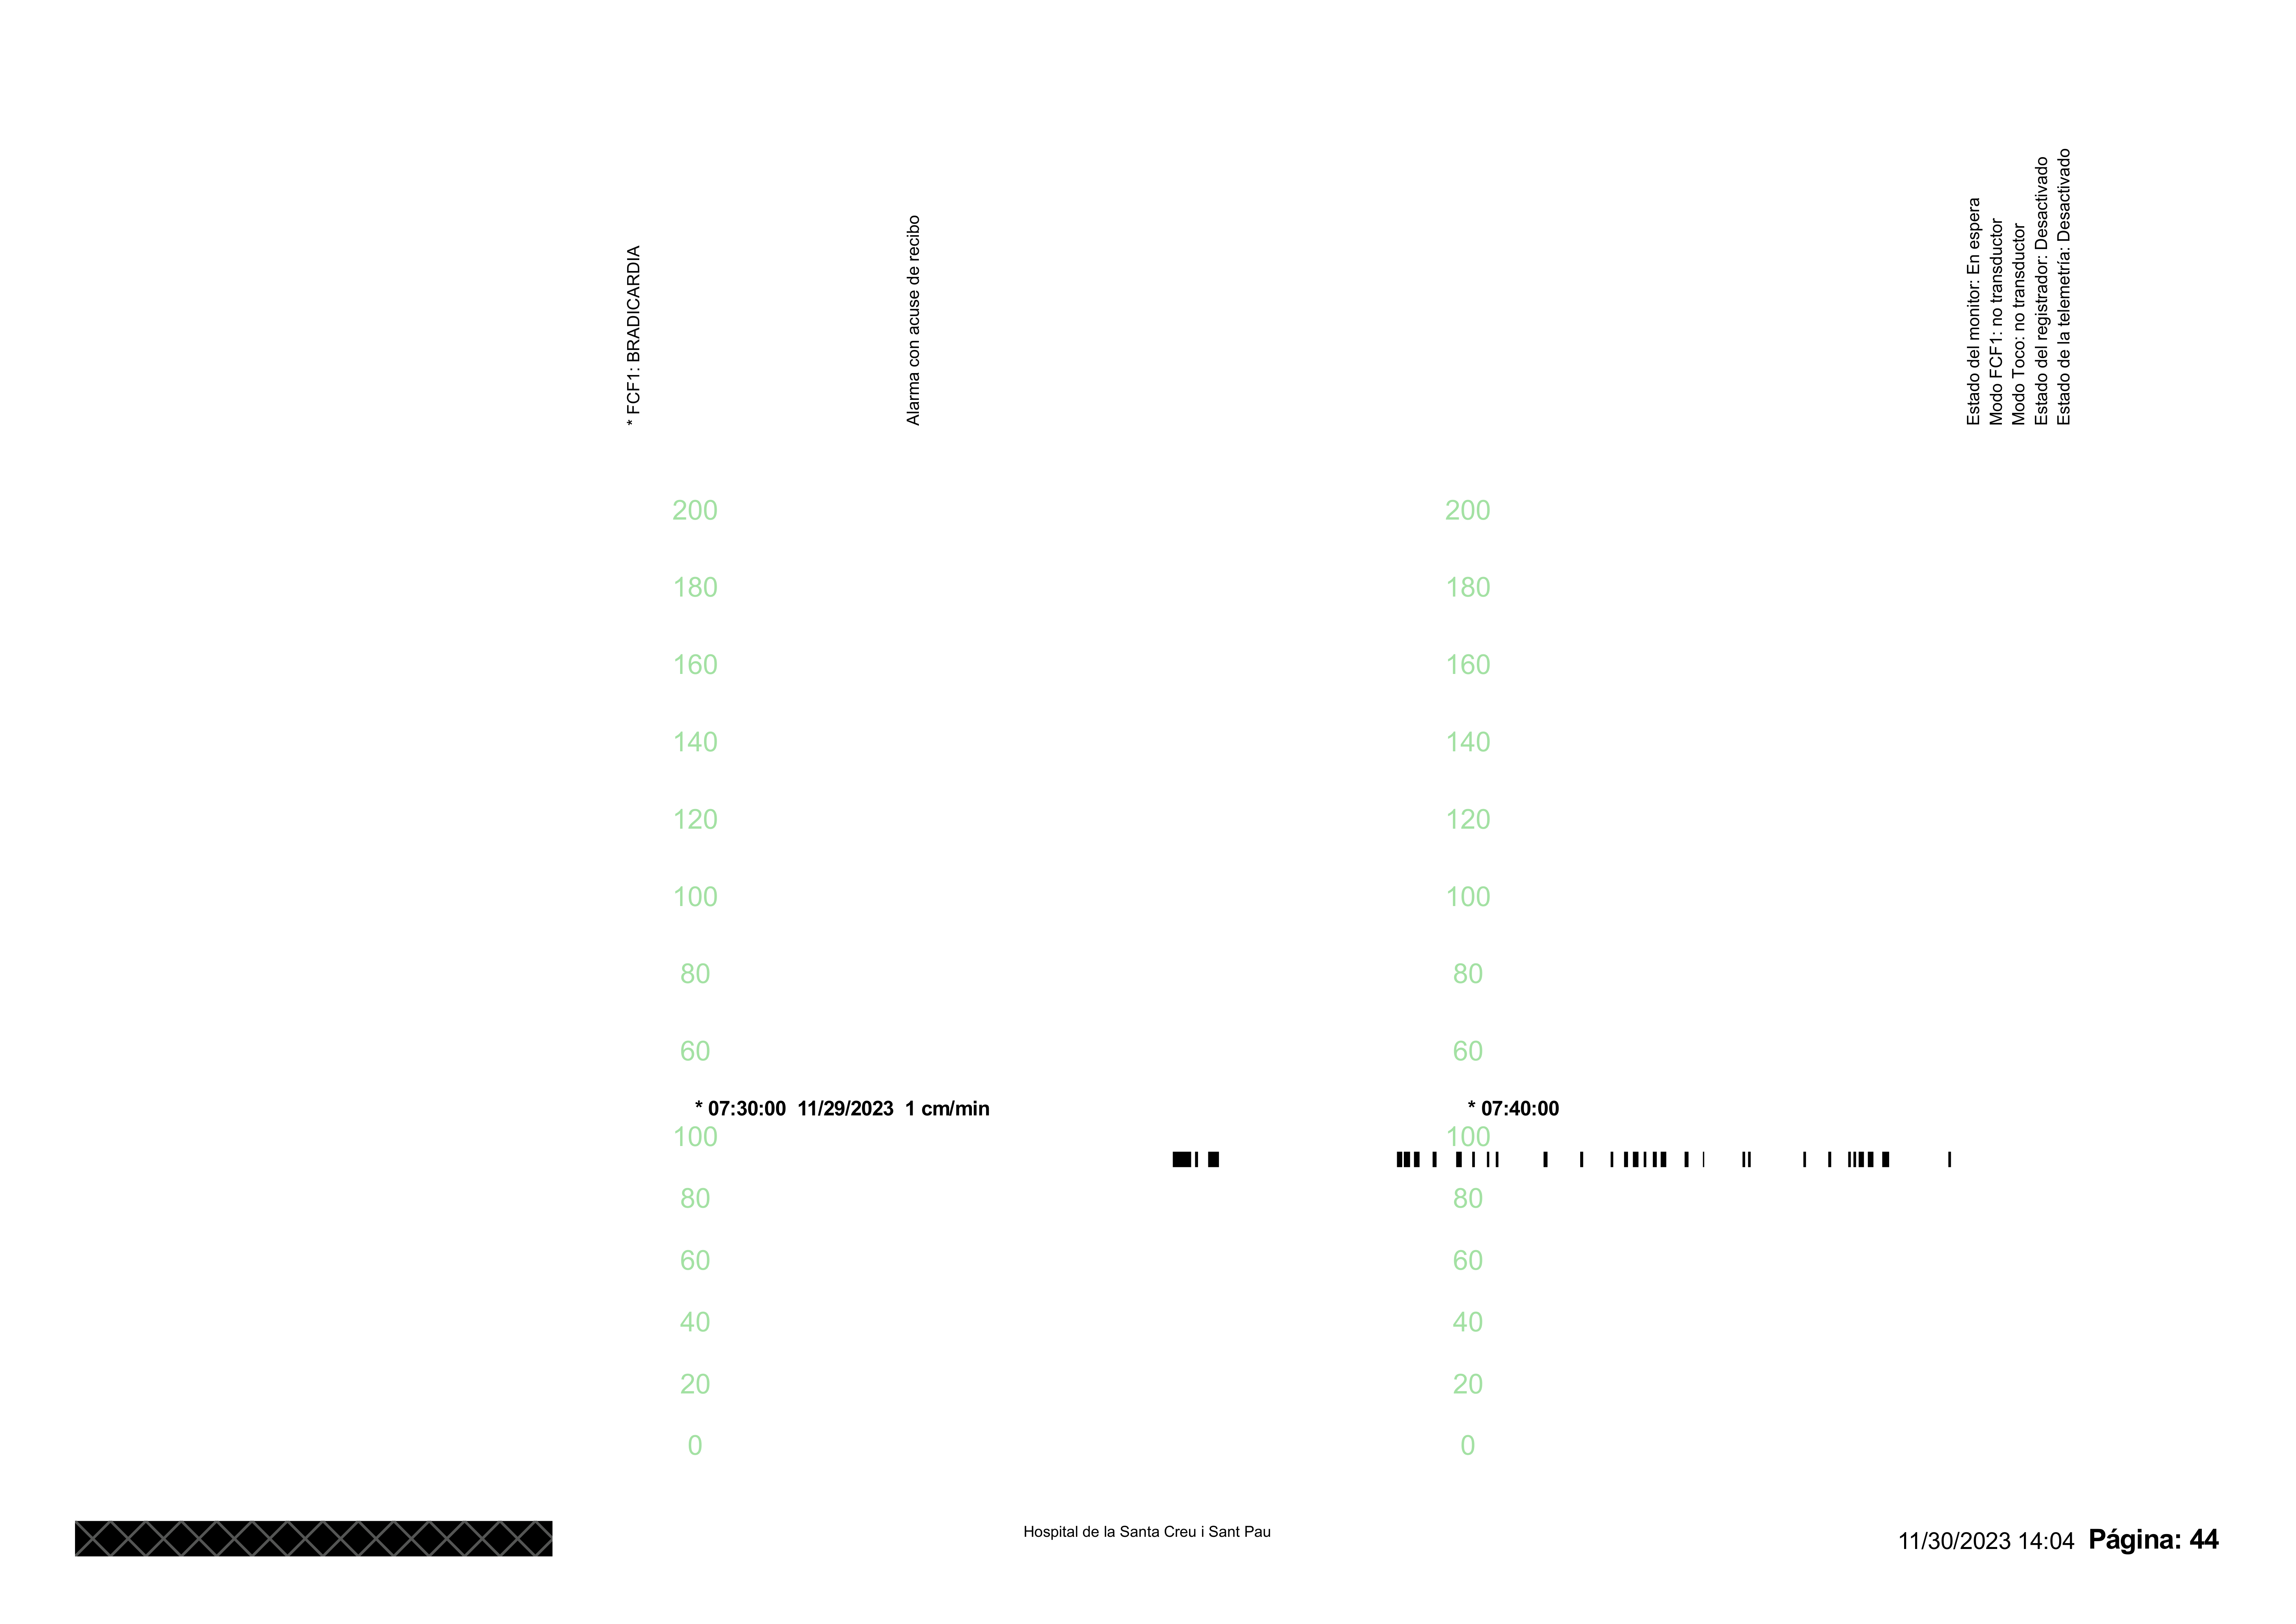 * FCF1: BRADICARDIA
Alarma con acuse de recibo
Estado del monitor: En espera
Modo FCF1: no transductor
Modo Toco: no transductor
Estado del registrador: Desactivado
Estado de la telemetría: Desactivado
200 200
180 180
160 160
140 140
120 120
100 100
80 80
60 60
* 07:30:00 11/29/2023 1 cm/min * 07:40:00
100 100
80 80
60 60
40 40
20 20
0 0
Hospital de la Santa Creu i Sant Pau
11/30/2023 14:04 Página: 44